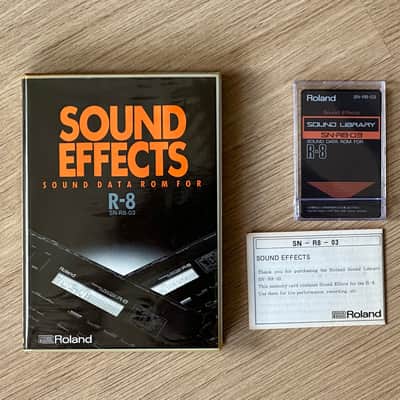 SOUND
EFFECTS
SOUND DATA ROM FOR
R-8
SN-R8-03
Roland
Roland
Roland SN-R8-03
Sound Effects
SOUND LIBRARY
SN-R8-03
SOUND DATA ROM FOR
R-8
SN - R8 - 03
SOUND EFFECTS
Thank you for purchasing the Roland Sound Library
SN-R8-03.
This memory card contains Sound Effects for the R-8.
Use them for live performance, recording, etc.